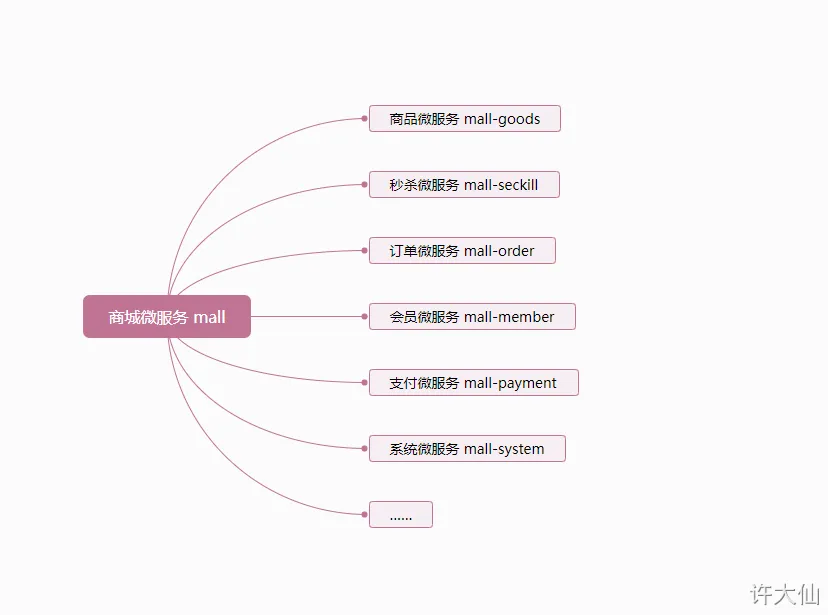 商品微服务 mall-goods
秒杀微服务 mall-seckill
订单微服务 mall-order
商城微服务 mall
会员微服务 mall-member
支付微服务 mall-payment
系统微服务 mall-system
......
许大仙